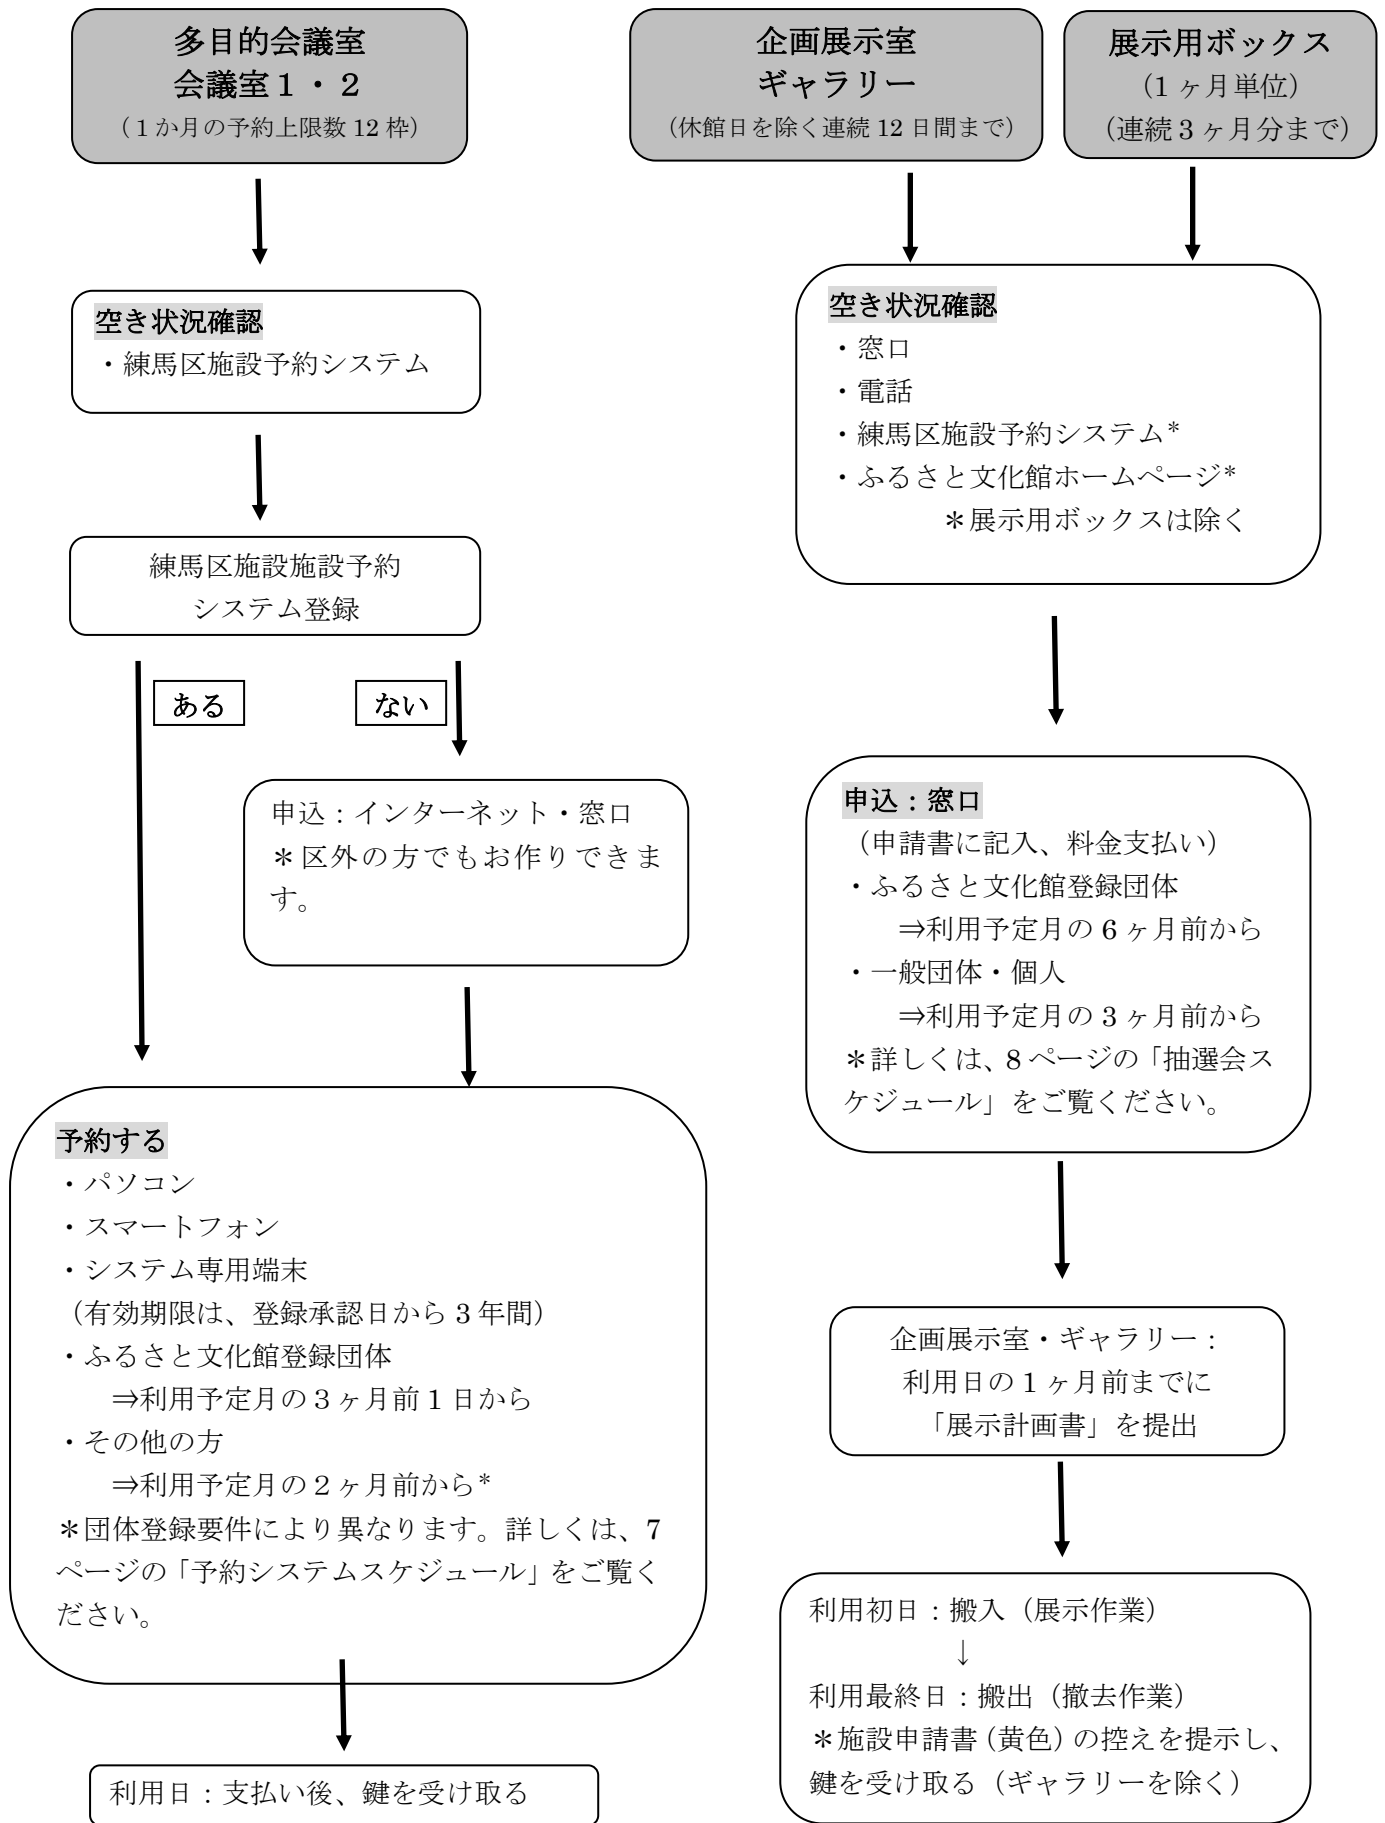 多目的会議室
会議室１・２
（１か月の予約上限数 12 枠）
空き状況確認
・練馬区施設予約システム
練馬区施設施設予約
システム登録
ある
ない
申込：インターネット・窓口
＊区外の方でもお作りできま
す。
予約する
・パソコン
・スマートフォン
・システム専用端末
（有効期限は、登録承認日から 3 年間）
・ふるさと文化館登録団体
⇒利用予定月の３ヶ月前１日から
・その他の方
⇒利用予定月の２ヶ月前から*
＊団体登録要件により異なります。詳しくは、7
ページの「予約システムスケジュール」をご覧く
ださい。
利用日：支払い後、鍵を受け取る
企画展示室
ギャラリー
（休館日を除く連続 12 日間まで）
展示用ボックス
（1 ヶ月単位）
（連続３ヶ月分まで）
空き状況確認
・窓口
・電話
・練馬区施設予約システム*
・ふるさと文化館ホームページ*
＊展示用ボックスは除く
申込：窓口
（申請書に記入、料金支払い）
・ふるさと文化館登録団体
⇒利用予定月の 6 ヶ月前から
・一般団体・個人
⇒利用予定月の 3 ヶ月前から
＊詳しくは、8 ページの「抽選会ス
ケジュール」をご覧ください。
企画展示室・ギャラリー：
利用日の 1 ヶ月前までに
「展示計画書」を提出
利用初日：搬入（展示作業）
↓
利用最終日：搬出（撤去作業）
＊施設申請書（黄色）の控えを提示し、
鍵を受け取る（ギャラリーを除く）